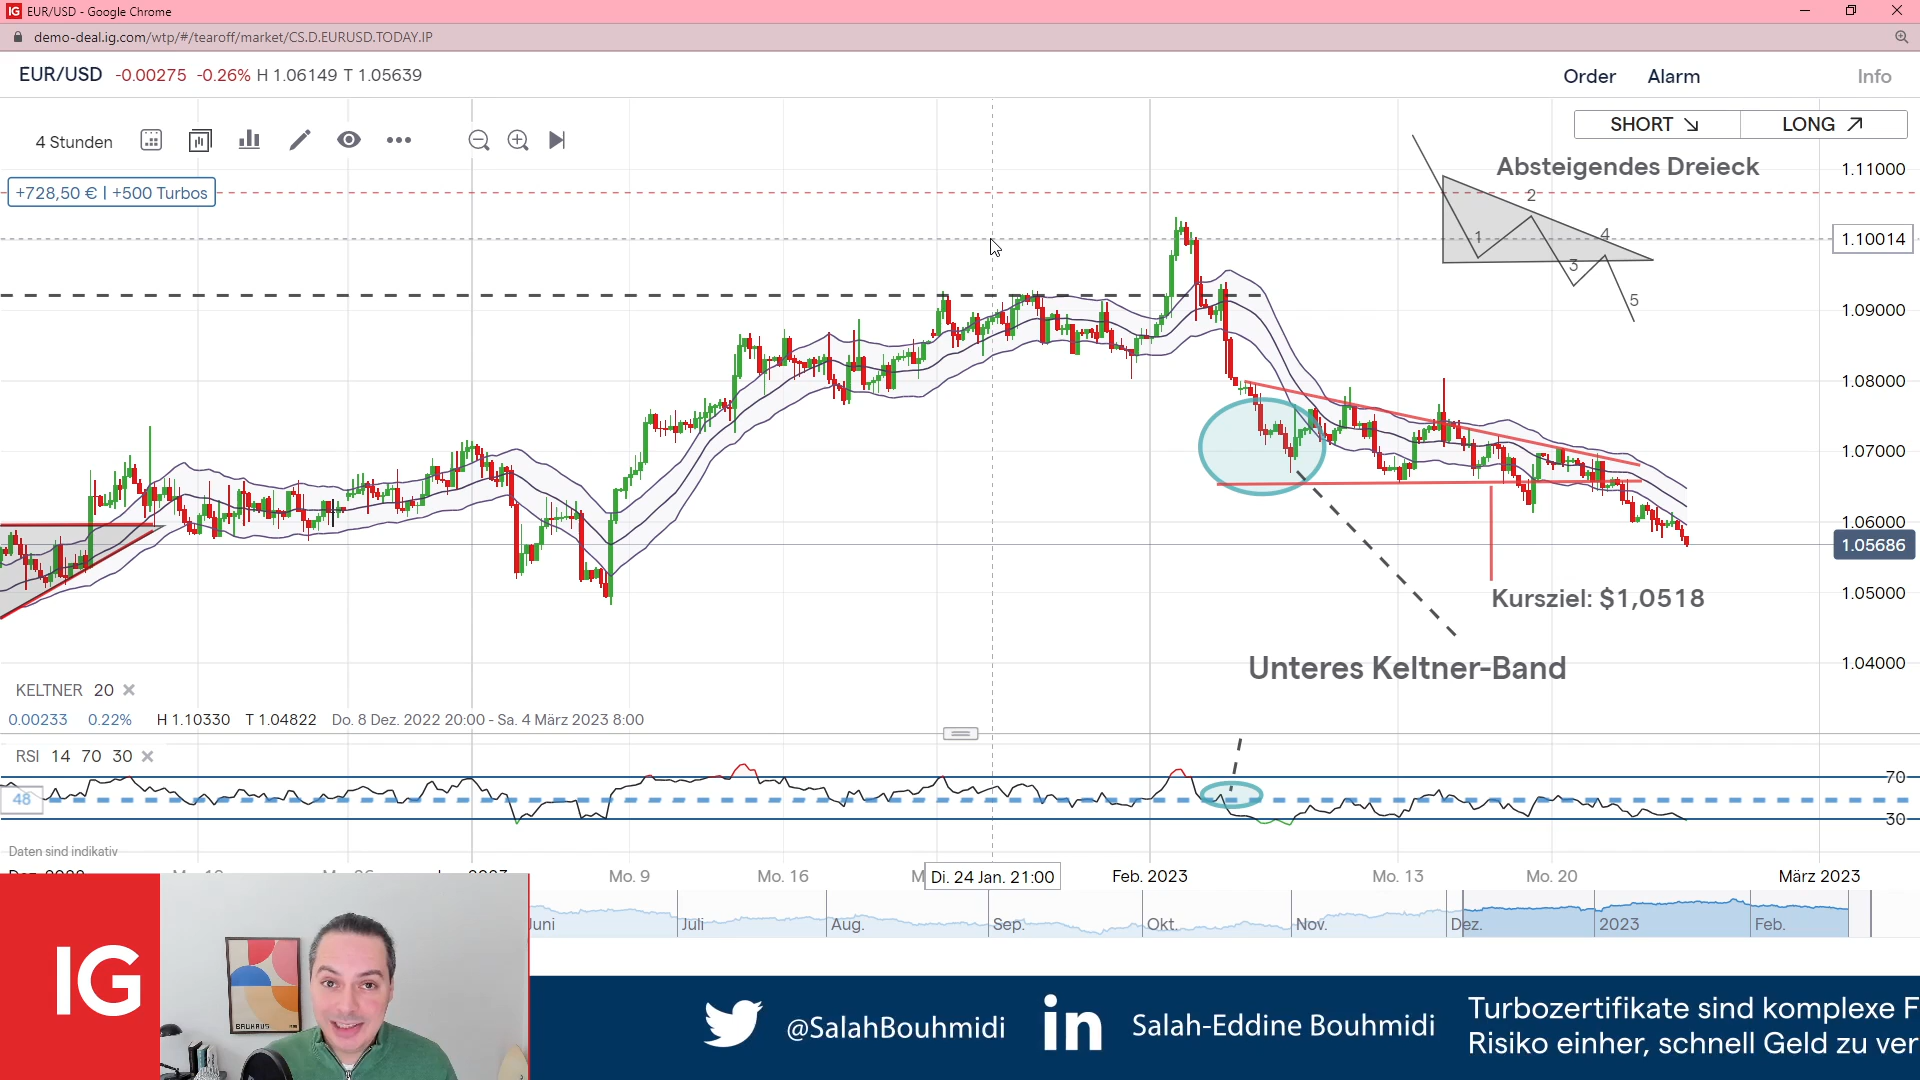 IG EUR/USD - Google Chrome
demo-deal.ig.com/wtp/#/tearoff/market/CS.D.EURUSD.TODAY.IP
EUR/USD -0.00275 -0.26% H 1.06149 T 1.05639
Order Alarm Info
4 Stunden
SHORT LONG
Absteigendes Dreieck
1.11000
+728,50 € | +500 Turbos
2
1
4
1.10014
3
5
1.09000
1.08000
1.07000
1.06000
1.05686
1.05000
Kursziel: $1,0518
1.04000
Unteres Keltner-Band
KELTNER 20
0.00233 0.22% H 1.10330 T 1.04822 Do. 8 Dez. 2022 20:00 - Sa. 4 März 2023 8:00
RSI 14 70 30
70
48
30
Daten sind indikativ
Mo. 9 Mo. 16 Di. 24 Jan. 21:00 Feb. 2023 Mo. 13 Mo. 20 März 2023
Juni Juli Aug. Sep. Okt. Nov. Dez. 2023 Feb.
IG
BAUHAUS
@SalahBouhmidi
in Salah-Eddine Bouhmidi
Turbozertifikate sind komplexe F
Risiko einher, schnell Geld zu ver